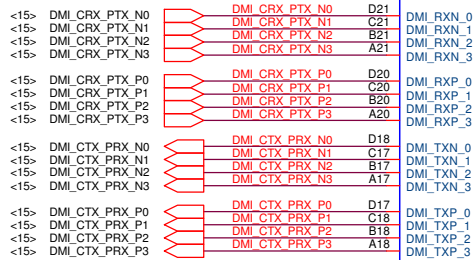 <15> DMI_CRX_PTX_N0 DMI_CRX_PTX_N0 D21 DMI_RXN_0
<15> DMI_CRX_PTX_N1 DMI_CRX_PTX_N1 C21 DMI_RXN_1
<15> DMI_CRX_PTX_N2 DMI_CRX_PTX_N2 B21 DMI_RXN_2
<15> DMI_CRX_PTX_N3 DMI_CRX_PTX_N3 A21 DMI_RXN_3
<15> DMI_CRX_PTX_P0 DMI_CRX_PTX_P0 D20 DMI_RXP_0
<15> DMI_CRX_PTX_P1 DMI_CRX_PTX_P1 C20 DMI_RXP_1
<15> DMI_CRX_PTX_P2 DMI_CRX_PTX_P2 B20 DMI_RXP_2
<15> DMI_CRX_PTX_P3 DMI_CRX_PTX_P3 A20 DMI_RXP_3
<15> DMI_CTX_PRX_N0 DMI_CTX_PRX_N0 D18 DMI_TXN_0
<15> DMI_CTX_PRX_N1 DMI_CTX_PRX_N1 C17 DMI_TXN_1
<15> DMI_CTX_PRX_N2 DMI_CTX_PRX_N2 B17 DMI_TXN_2
<15> DMI_CTX_PRX_N3 DMI_CTX_PRX_N3 A17 DMI_TXN_3
<15> DMI_CTX_PRX_P0 DMI_CTX_PRX_P0 D17 DMI_TXP_0
<15> DMI_CTX_PRX_P1 DMI_CTX_PRX_P1 C18 DMI_TXP_1
<15> DMI_CTX_PRX_P2 DMI_CTX_PRX_P2 B18 DMI_TXP_2
<15> DMI_CTX_PRX_P3 DMI_CTX_PRX_P3 A18 DMI_TXP_3